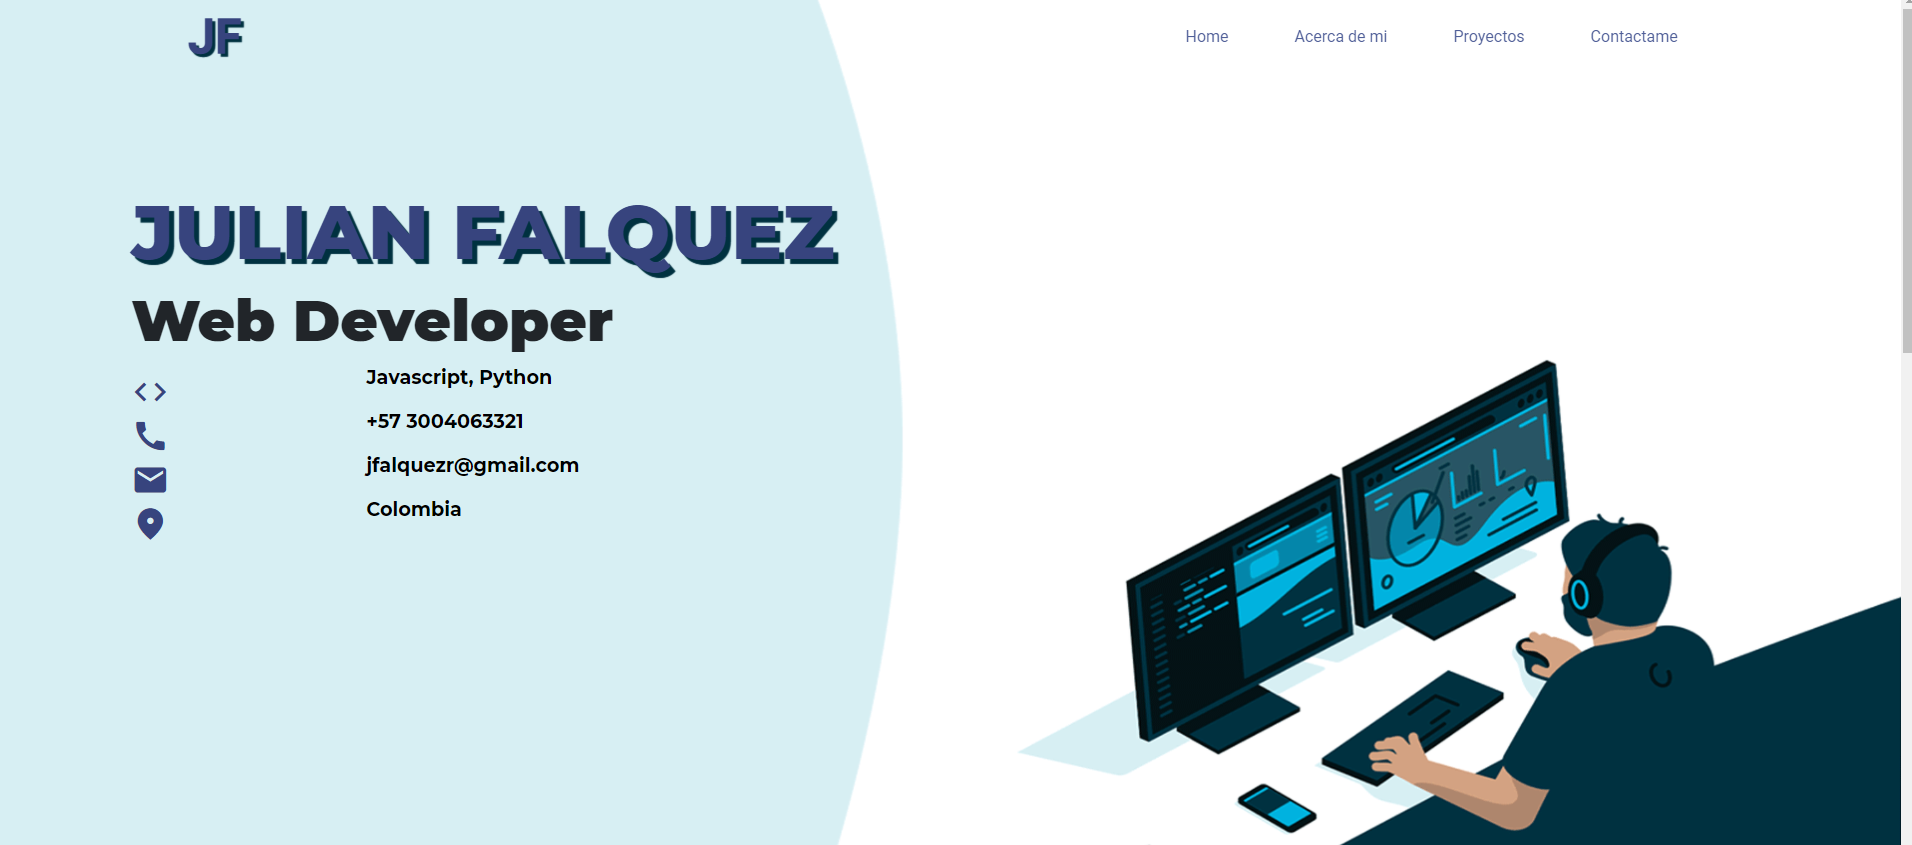 JF
Home Acerca de mi Proyectos Contactame
JULIAN FALQUEZ
Web Developer
Javascript, Python
+57 3004063321
jfalquezr@gmail.com
Colombia